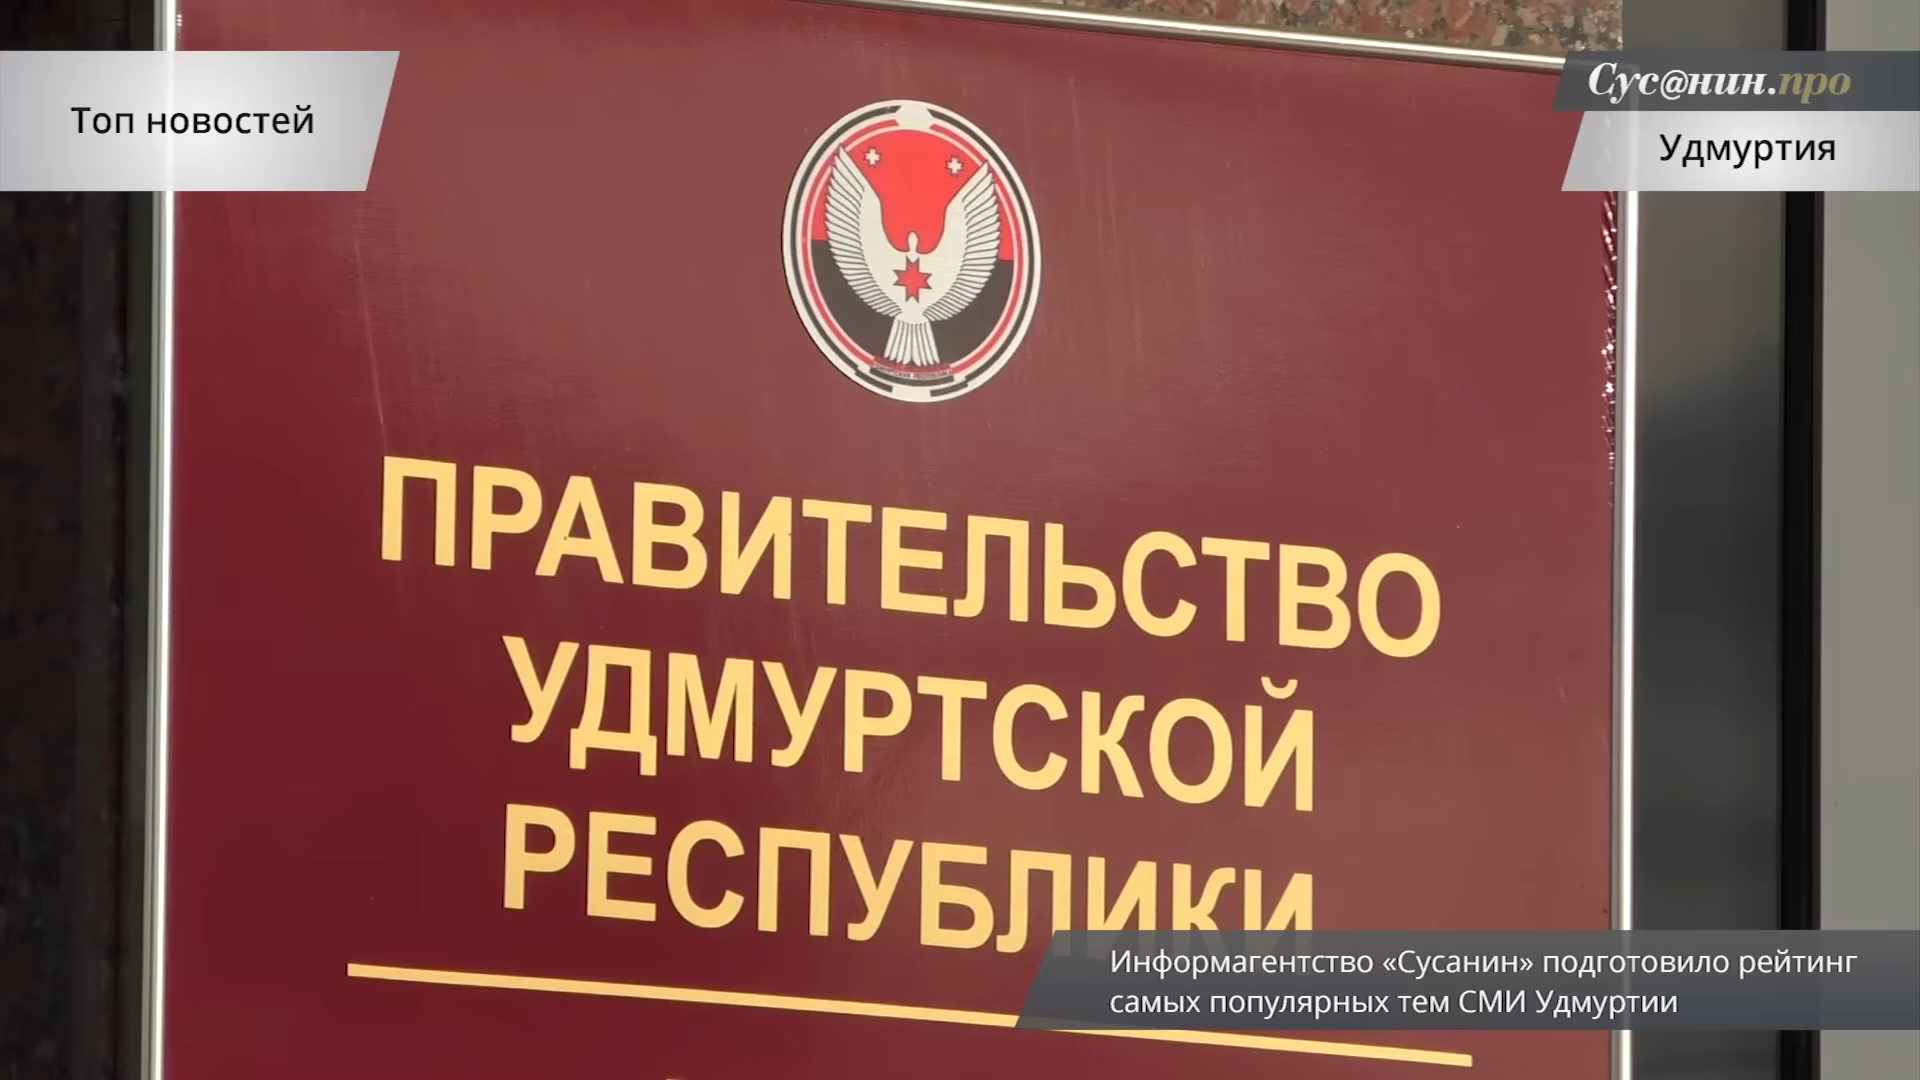 Топ новостей
Сус@нин.про
Удмуртия
ПРАВИТЕЛЬСТВО
УДМУРТСКОЙ
РЕСПУБЛИКИ
Информагентство «Сусанин» подготовило рейтинг
самых популярных тем СМИ Удмуртии